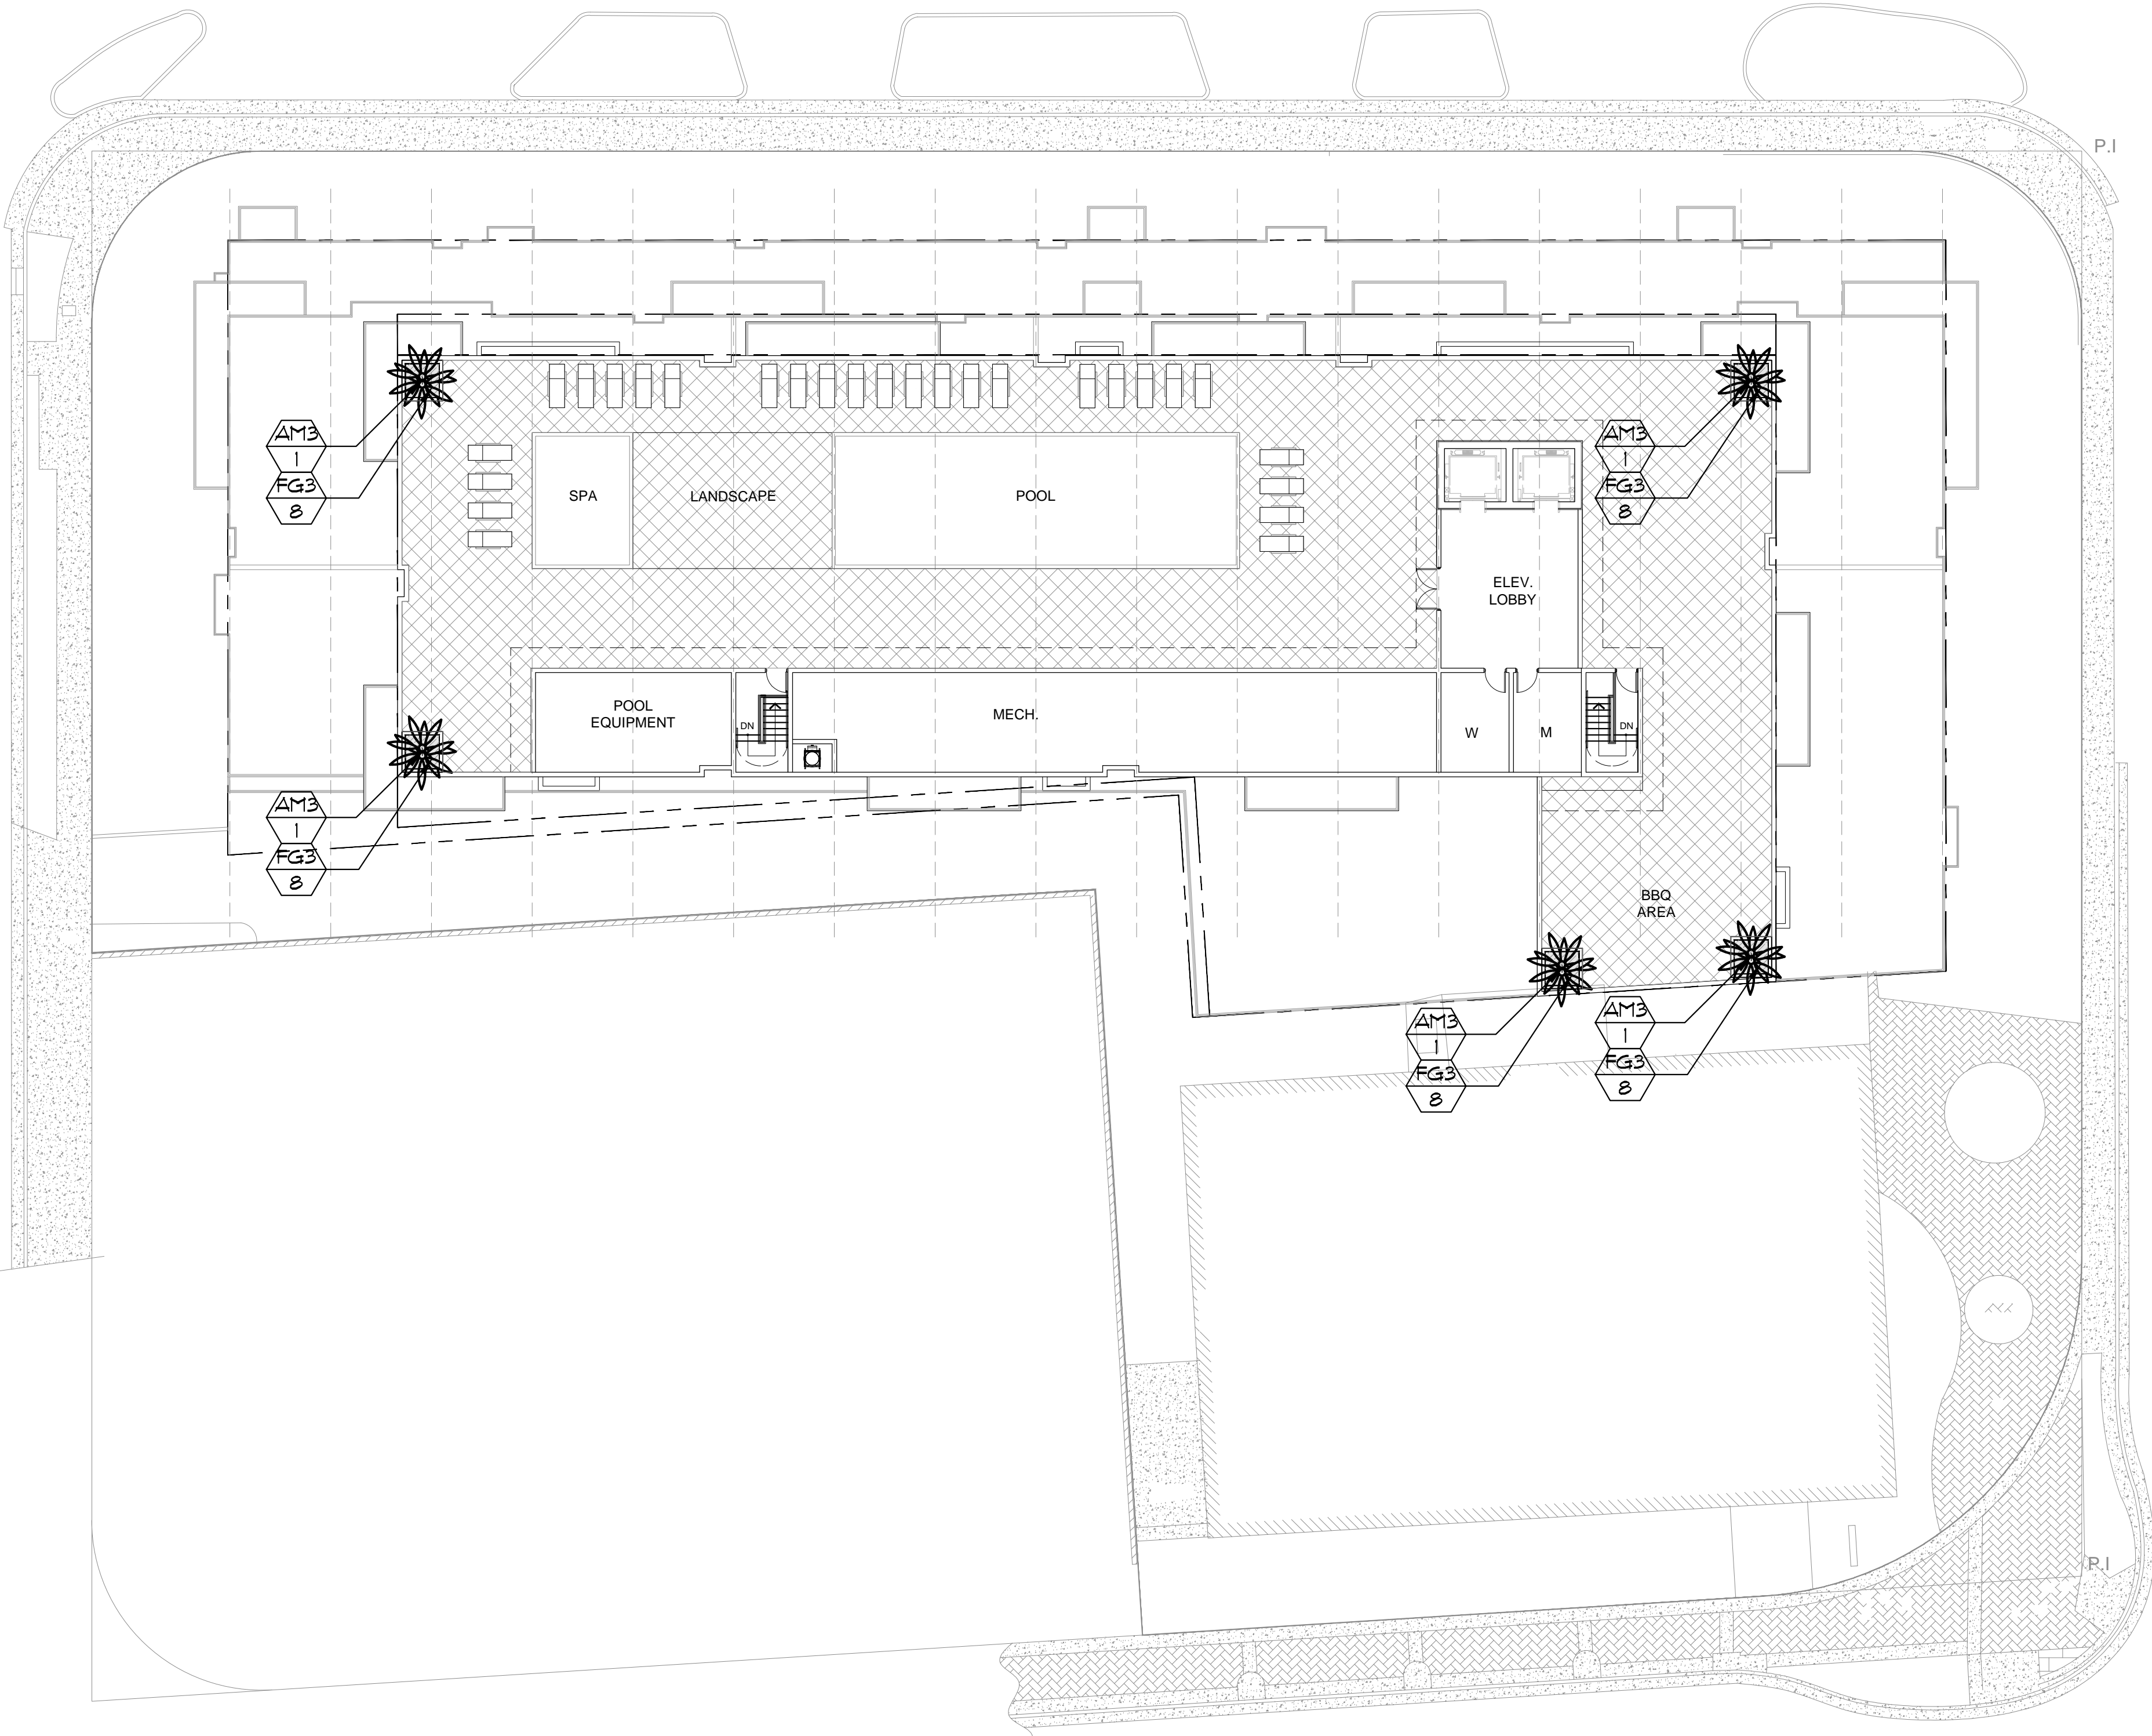 P.I
AM3
1
FG3
8
AM3
1
FG3
8
SPA
LANDSCAPE
POOL
ELEV.
LOBBY
POOL
EQUIPMENT
DN
MECH.
W
M
DN
AM3
1
FG3
8
BBQ
AREA
AM3
1
FG3
8
AM3
1
FG3
8
P.I